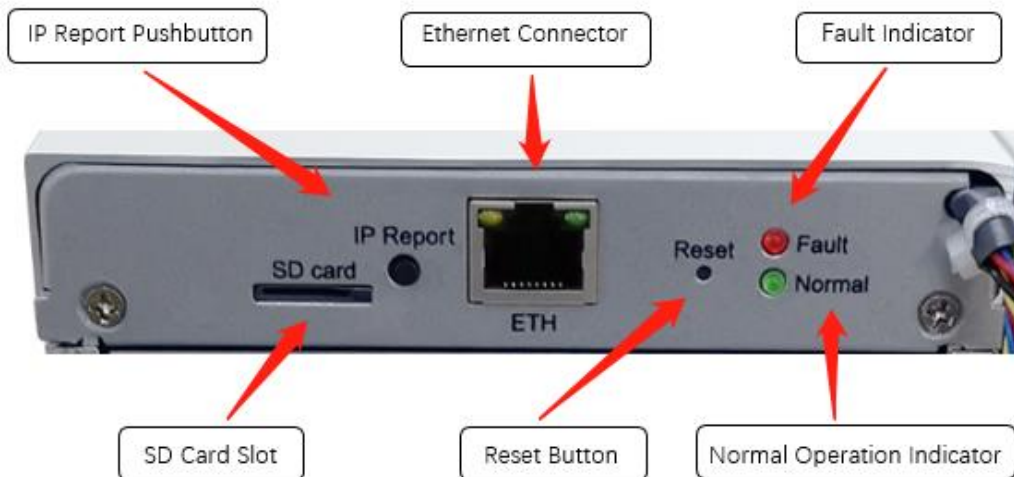 IP Report Pushbutton
Ethernet Connector
Fault Indicator
IP Report
SD card
ETH
Reset
Fault
Normal
SD Card Slot
Reset Button
Normal Operation Indicator